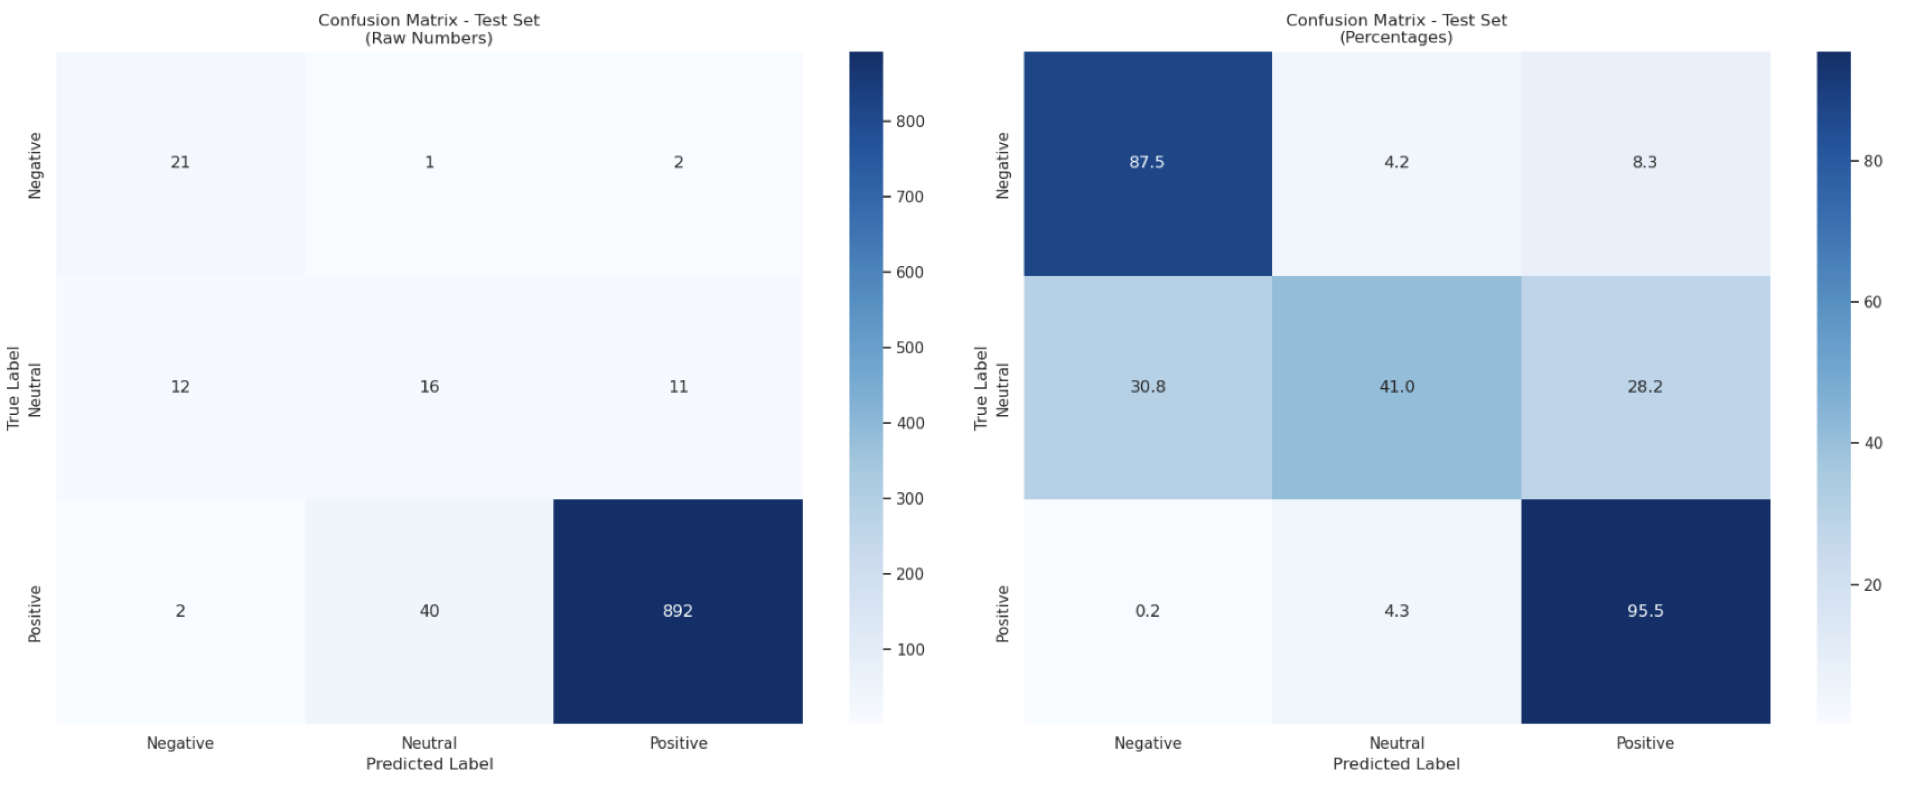 Confusion Matrix - Test Set
(Raw Numbers)
True Label
Negative
Neutral
Positive
21 1 2
12 16 11
2 40 892
Negative Neutral Positive
Predicted Label
800
700
600
500
400
300
200
100
Confusion Matrix - Test Set
(Percentages)
True Label
Negative
Neutral
Positive
87.5 4.2 8.3
30.8 41.0 28.2
0.2 4.3 95.5
Negative Neutral Positive
Predicted Label
80
60
40
20